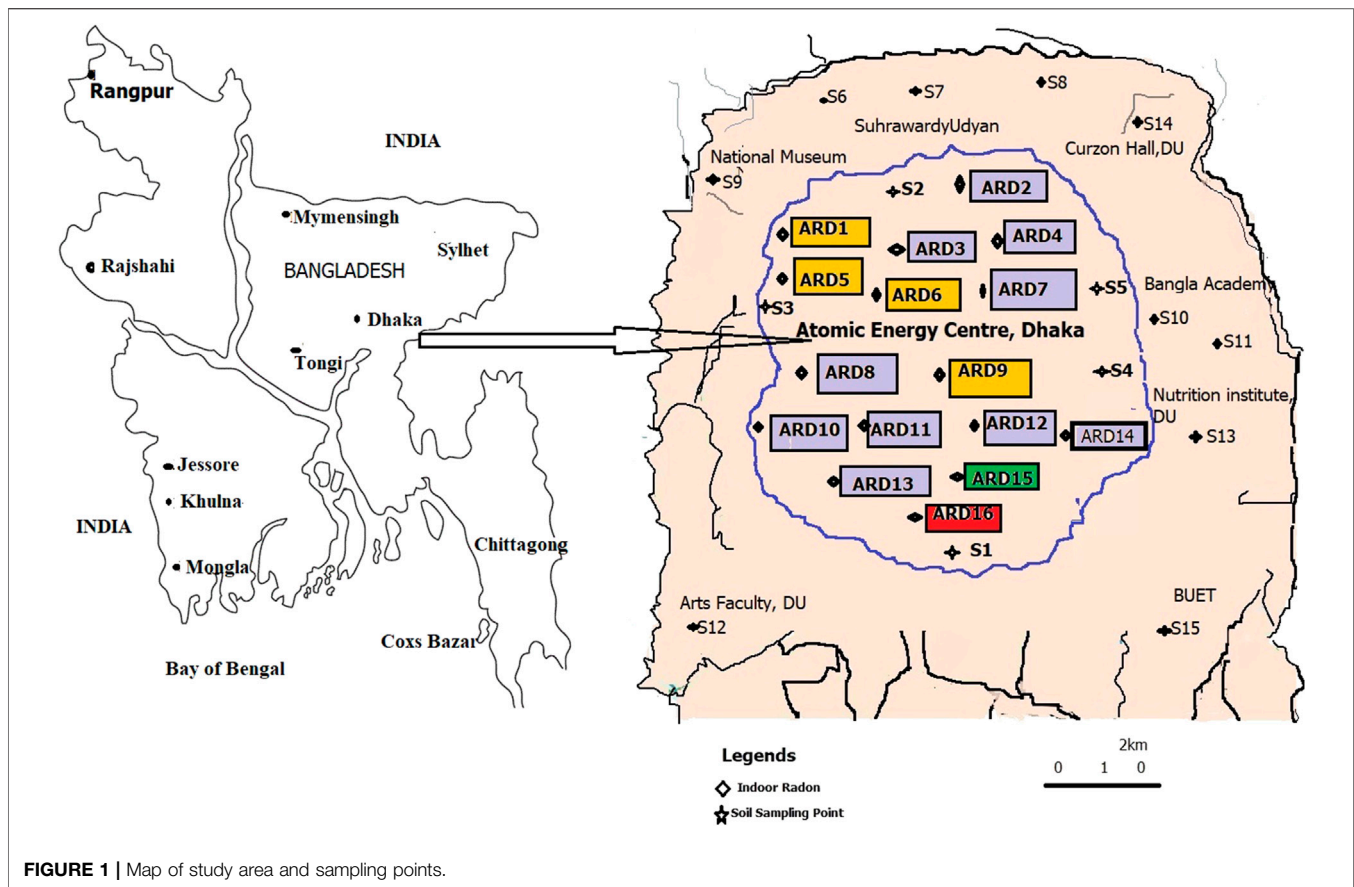 Rangpur
INDIA
Mymensingh
Sylhet
Rajshahi
BANGLADESH
Dhaka
Tongi
Jessore
Khulna
INDIA
Mongla
Chittagong
Coxs Bazar
Bay of Bengal
S6
S7
S8
SuhrawardyUdyan
S14
Curzon Hall,DU
National Museum
S9
S2
ARD2
ARD1
ARD3
ARD4
ARD5
ARD6
ARD7
S5
Bangla Academy
S3
S10
Atomic Energy Centre, Dhaka
S11
ARD8
ARD9
S4
Nutrition institute,
DU
ARD10
ARD11
ARD12
ARD14
S13
ARD13
ARD15
ARD16
S1
Arts Faculty, DU
S12
BUET
S15
Legends
Indoor Radon
Soil Sampling Point
2km
0 1 0
FIGURE 1 | Map of study area and sampling points.